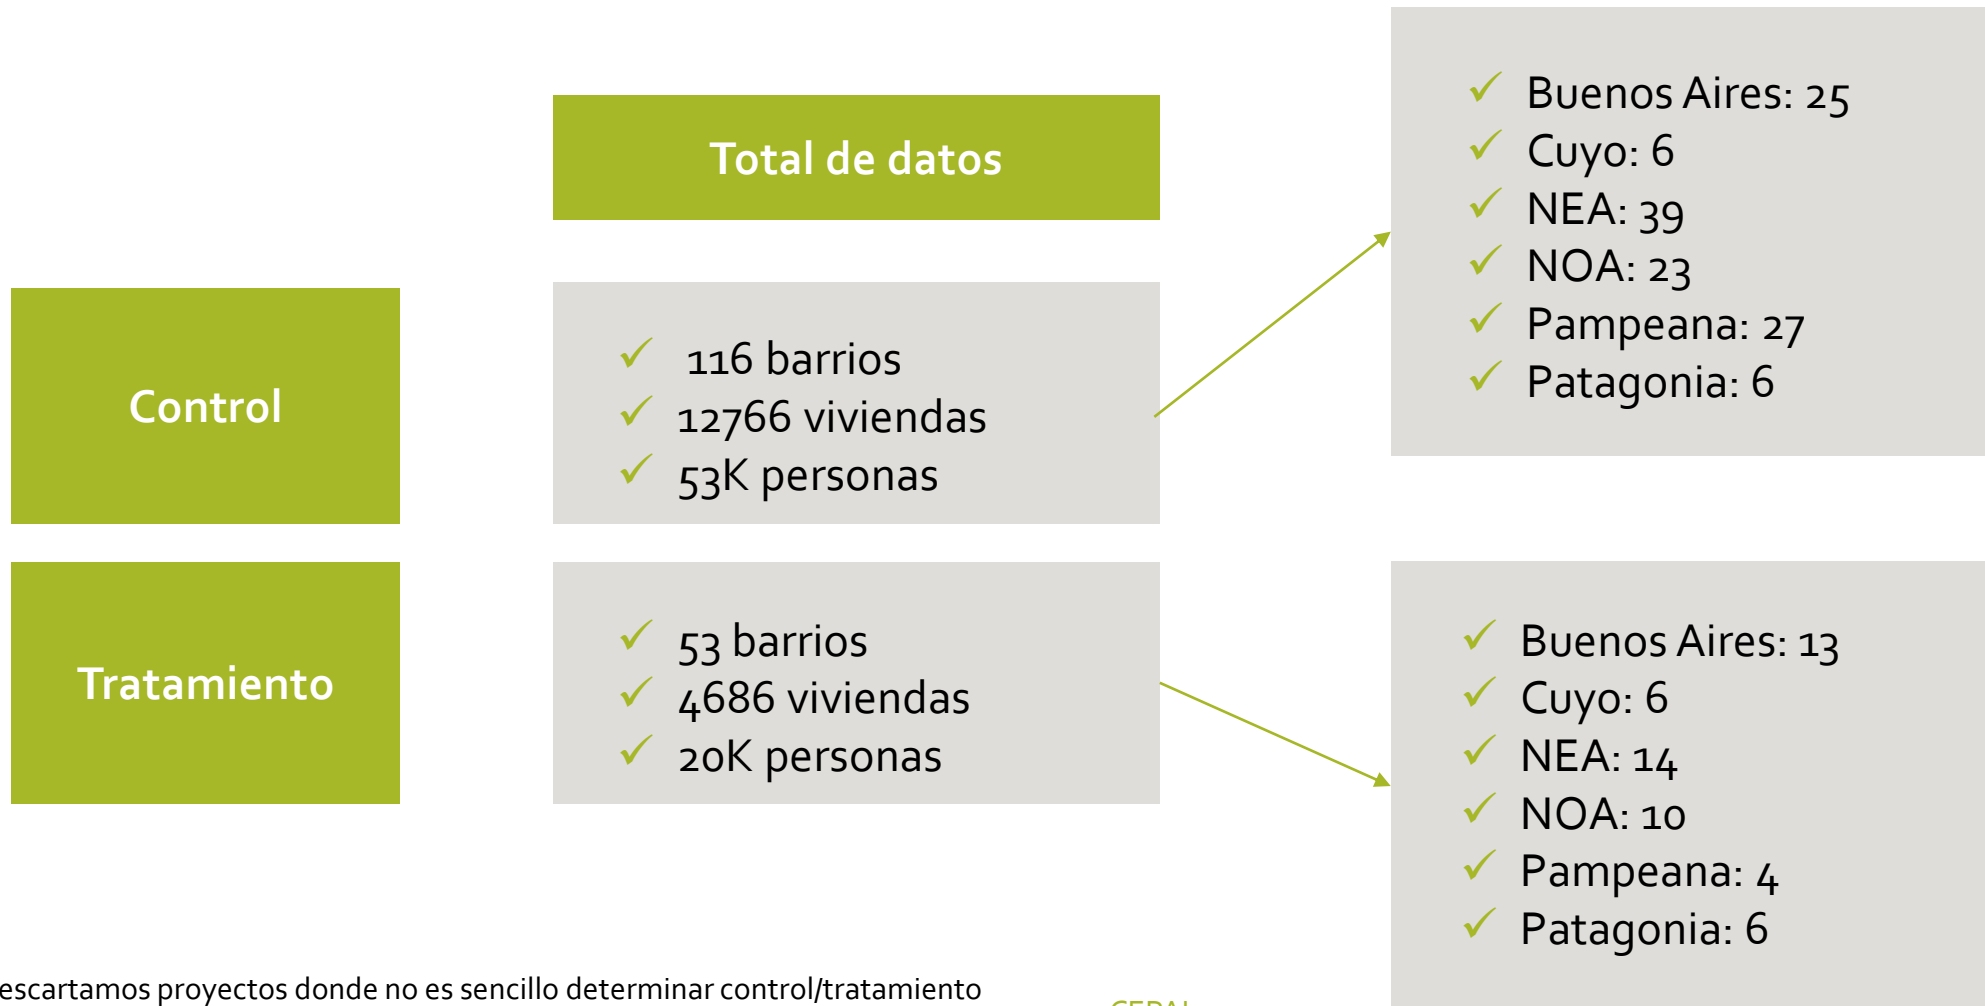 Total de datos
Control
116 barrios
12766 viviendas
53K personas
Buenos Aires: 25
Cuyo: 6
NEA: 39
NOA: 23
Pampeana: 27
Patagonia: 6
Tratamiento
53 barrios
4686 viviendas
20K personas
Buenos Aires: 13
Cuyo: 6
NEA: 14
NOA: 10
Pampeana: 4
Patagonia: 6
escartamos proyectos donde no es sencillo determinar control/tratamiento